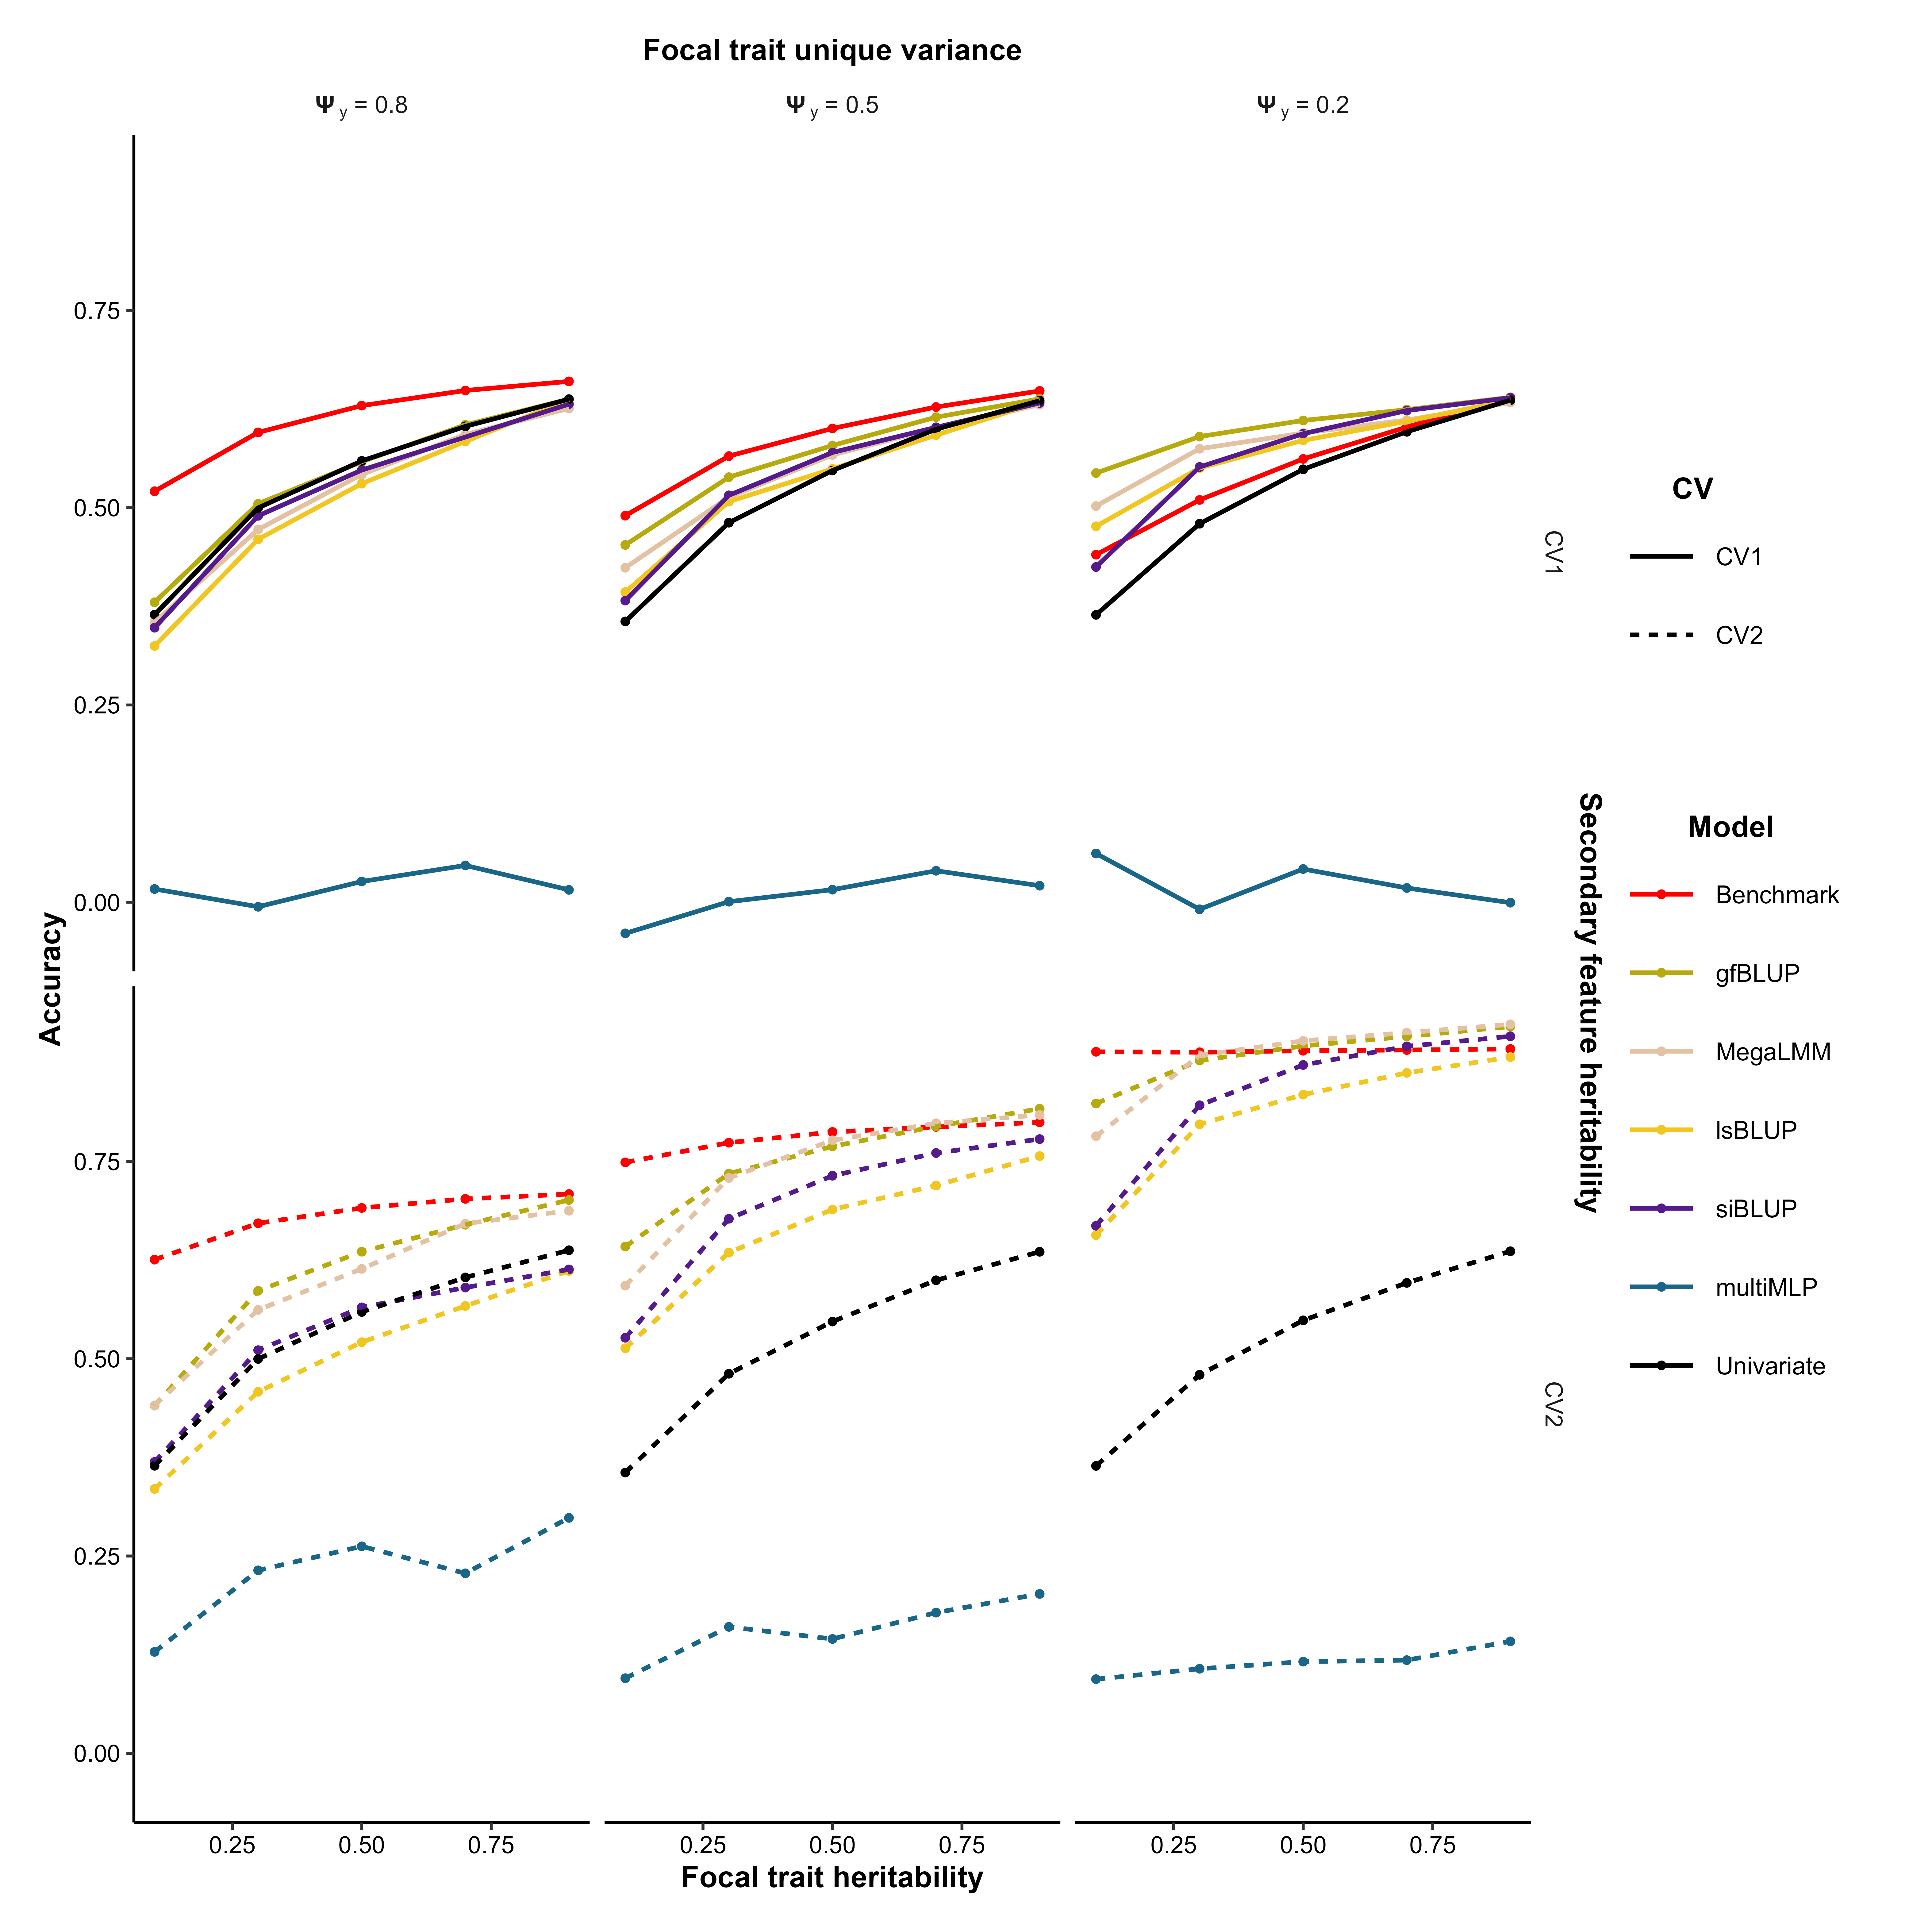 Focal trait unique variance
Ψy = 0.8
Ψy = 0.5
Ψy = 0.2
0.75
0.50
0.25
0.00
0.75
0.50
0.25
0.00
Accuracy
0.25 0.50 0.75
0.25 0.50 0.75
0.25 0.50 0.75
Focal trait heritability
CV1
CV2
Secondary feature heritability
CV
CV1
CV2
Model
Benchmark
gfBLUP
MegaLMM
lsBLUP
siBLUP
multiMLP
Univariate